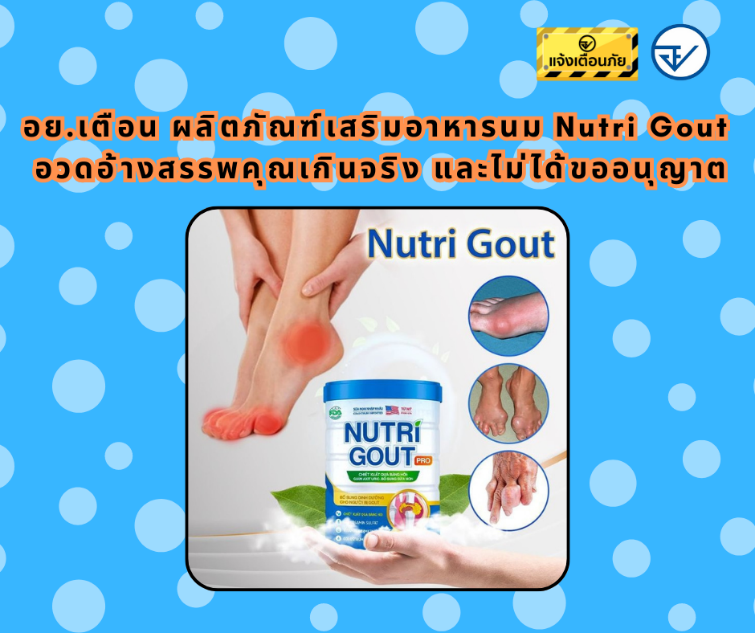 แจ้งเตือนภัย
อย.เตือน ผลิตภัณฑ์เสริมอาหารนม Nutri Gout
อวดอ้างสรรพคุณเกินจริง และไม่ได้ขออนุญาต
Nutri Gout
NUTRI
GOUT
PRO